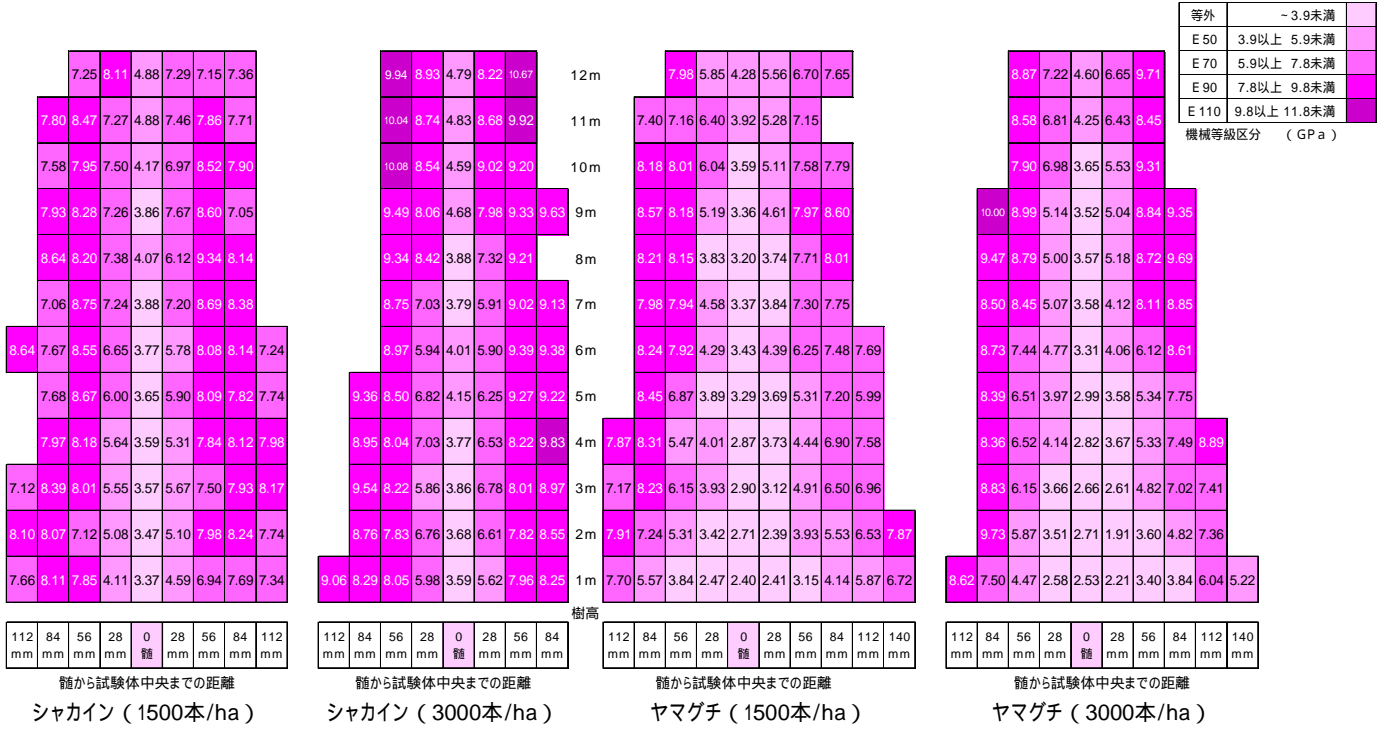 等外 ~3.9未満
E50 3.9以上 5.9未満
E70 5.9以上 7.8未満
E90 7.8以上 9.8未満
E110 9.8以上 11.8未満
機械等級区分 (GPa)
7.25 8.11 4.88 7.29 7.15 7.36 9.94 8.93 4.79 8.22 10.67 12m 7.98 5.85 4.28 5.56 6.70 7.65 8.87 7.22 4.60 6.65 9.71
7.80 8.47 7.27 4.88 7.46 7.86 7.71 10.04 8.74 4.83 8.68 9.92 11m 7.40 7.16 6.40 3.92 5.28 7.15 8.58 6.81 4.25 6.43 8.45
7.58 7.95 7.50 4.17 6.97 8.52 7.90 10.08 8.54 4.59 9.02 9.20 10m 8.18 8.01 6.04 3.59 5.11 7.58 7.79 7.90 6.98 3.65 5.53 9.31
7.93 8.28 7.26 3.86 7.67 8.60 7.05 9.49 8.06 4.68 7.98 9.33 9.63 9m 8.57 8.18 5.19 3.36 4.61 7.97 8.60 10.00 8.99 5.14 3.52 5.04 8.84 9.35
8.64 8.20 7.38 4.07 6.12 9.34 8.14 9.34 8.42 3.88 7.32 9.21 8m 8.21 8.15 3.83 3.20 3.74 7.71 8.01 9.47 8.79 5.00 3.57 5.18 8.72 9.69
7.06 8.75 7.24 3.88 7.20 8.69 8.38 8.75 7.03 3.79 5.91 9.02 9.13 7m 7.98 7.94 4.58 3.37 3.84 7.30 7.75 8.50 8.45 5.07 3.58 4.12 8.11 8.85
8.64 7.67 8.55 6.65 3.77 5.78 8.08 8.14 7.24 8.97 5.94 4.01 5.90 9.39 9.38 6m 8.24 7.92 4.29 3.43 4.39 6.25 7.48 7.69 8.73 7.44 4.77 3.31 4.06 6.12 8.61
7.68 8.67 6.00 3.65 5.90 8.09 7.82 7.74 9.36 8.50 6.82 4.15 6.25 9.27 9.22 5m 8.45 6.87 3.89 3.29 3.69 5.31 7.20 5.99 8.39 6.51 3.97 2.99 3.58 5.34 7.75
7.97 8.18 5.64 3.59 5.31 7.84 8.12 7.98 8.95 8.04 7.03 3.77 6.53 8.22 9.83 4m 7.87 8.31 5.47 4.01 2.87 3.73 4.44 6.90 7.58 8.36 6.52 4.14 2.82 3.67 5.33 7.49 8.89
7.12 8.39 8.01 5.55 3.57 5.67 7.50 7.93 8.17 9.54 8.22 5.86 3.86 6.78 8.01 8.97 3m 7.17 8.23 6.15 3.93 2.90 3.12 4.91 6.50 6.96 8.83 6.15 3.66 2.66 2.61 4.82 7.02 7.41
8.10 8.07 7.12 5.08 3.47 5.10 7.98 8.24 7.74 8.76 7.83 6.76 3.68 6.61 7.82 8.55 2m 7.91 7.24 5.31 3.42 2.71 2.39 3.93 5.53 6.53 7.87 9.73 5.87 3.51 2.71 1.91 3.60 4.82 7.36
7.66 8.11 7.85 4.11 3.37 4.59 6.94 7.69 7.34 9.06 8.29 8.05 5.98 3.59 5.62 7.96 8.25 1m 7.70 5.57 3.84 2.47 2.40 2.41 3.15 4.14 5.87 6.72 8.62 7.50 4.47 2.58 2.53 2.21 3.40 3.84 6.04 5.22
樹高
112 84 56 28 0 28 56 84 112 112 84 56 28 0 28 56 84 112 84 56 28 0 28 56 84 112 140 112 84 56 28 0 28 56 84 112 140
mm mm mm mm 髄 mm mm mm mm mm mm mm mm 髄 mm mm mm mm mm mm mm 髄 mm mm mm mm mm mm mm mm mm 髄 mm mm mm mm mm
髄から試験体中央までの距離 髄から試験体中央までの距離 髄から試験体中央までの距離 髄から試験体中央までの距離
シャカイン(1500本/ha) シャカイン(3000本/ha) ヤマグチ(1500本/ha) ヤマグチ(3000本/ha)